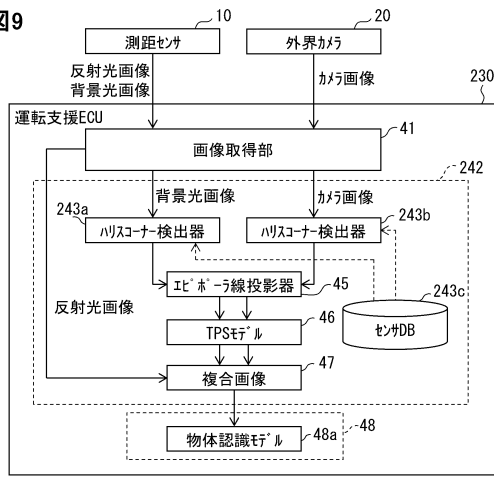 図9
10
20
測距センサ
外界ｶﾒﾗ
反射光画像
背景光画像
ｶﾒﾗ画像
230
運転支援ECU
41
画像取得部
242
背景光画像
ｶﾒﾗ画像
243a
243b
ﾊﾘｽｺｰﾅｰ検出器
ﾊﾘｽｺｰﾅｰ検出器
243c
ｴﾋﾟﾎﾟｰﾗ線投影器
45
反射光画像
46
ｾﾝｻDB
TPSﾓﾃﾞﾙ
47
複合画像
48
物体認識ﾓﾃﾞﾙ
48a